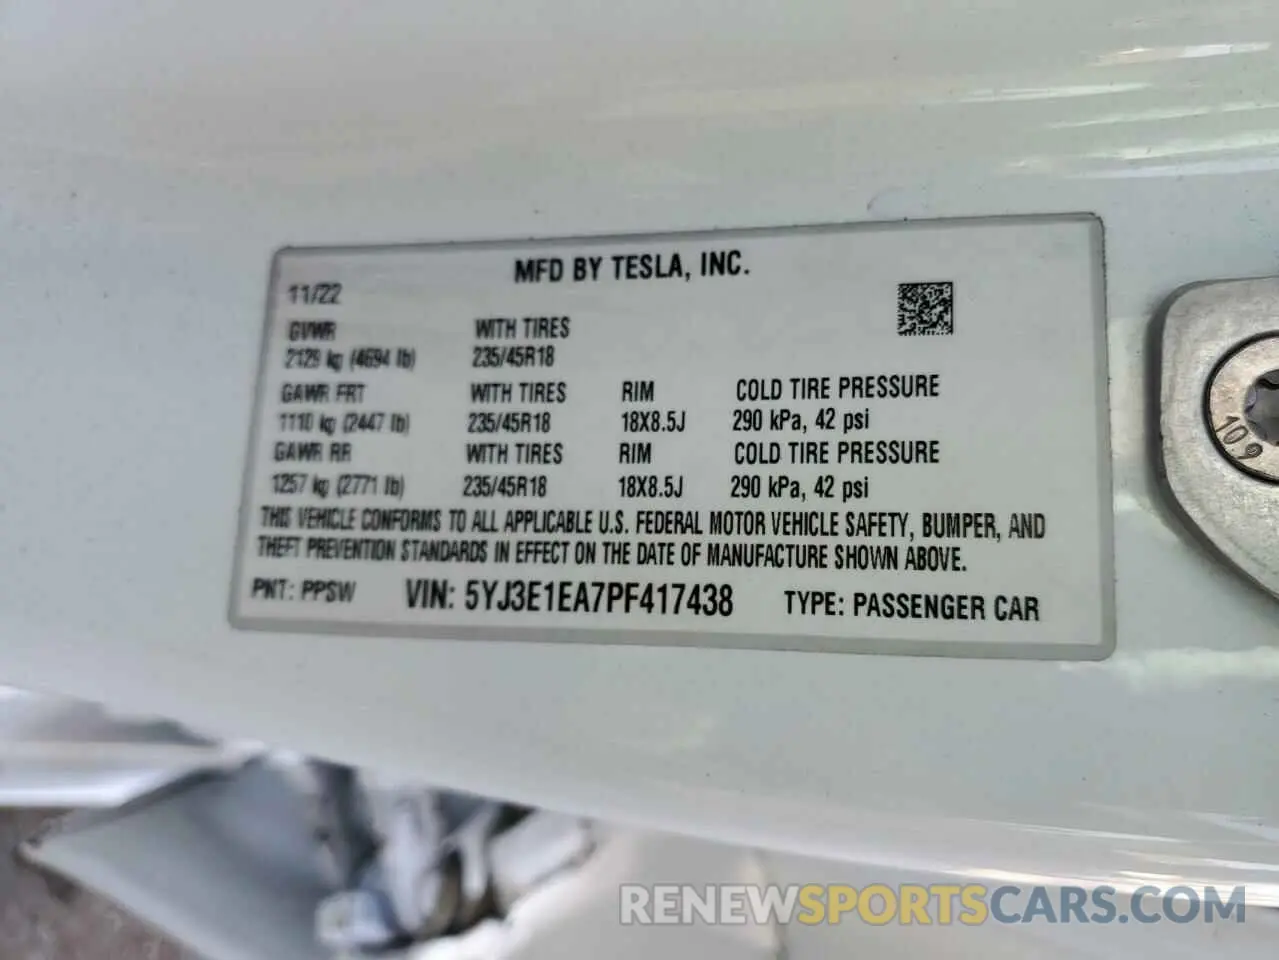 MFD BY TESLA, INC.
11/22
GVWR WITH TIRES
2129 kg (4694 lb) 235/45R18
GAWR FRT WITH TIRES RIM COLD TIRE PRESSURE
1110 kg (2447 lb) 235/45R18 18X8.5J 290 kPa, 42 psi
GAWR RR WITH TIRES RIM COLD TIRE PRESSURE
1257 kg (2771 lb) 235/45R18 18X8.5J 290 kPa, 42 psi
THIS VEHICLE CONFORMS TO ALL APPLICABLE U.S. FEDERAL MOTOR VEHICLE SAFETY, BUMPER, AND
THEFT PREVENTION STANDARDS IN EFFECT ON THE DATE OF MANUFACTURE SHOWN ABOVE.
PNT: PPSW VIN: 5YJ3E1EA7PF417438 TYPE: PASSENGER CAR
10.9
RENEWSPORTSCARS.COM